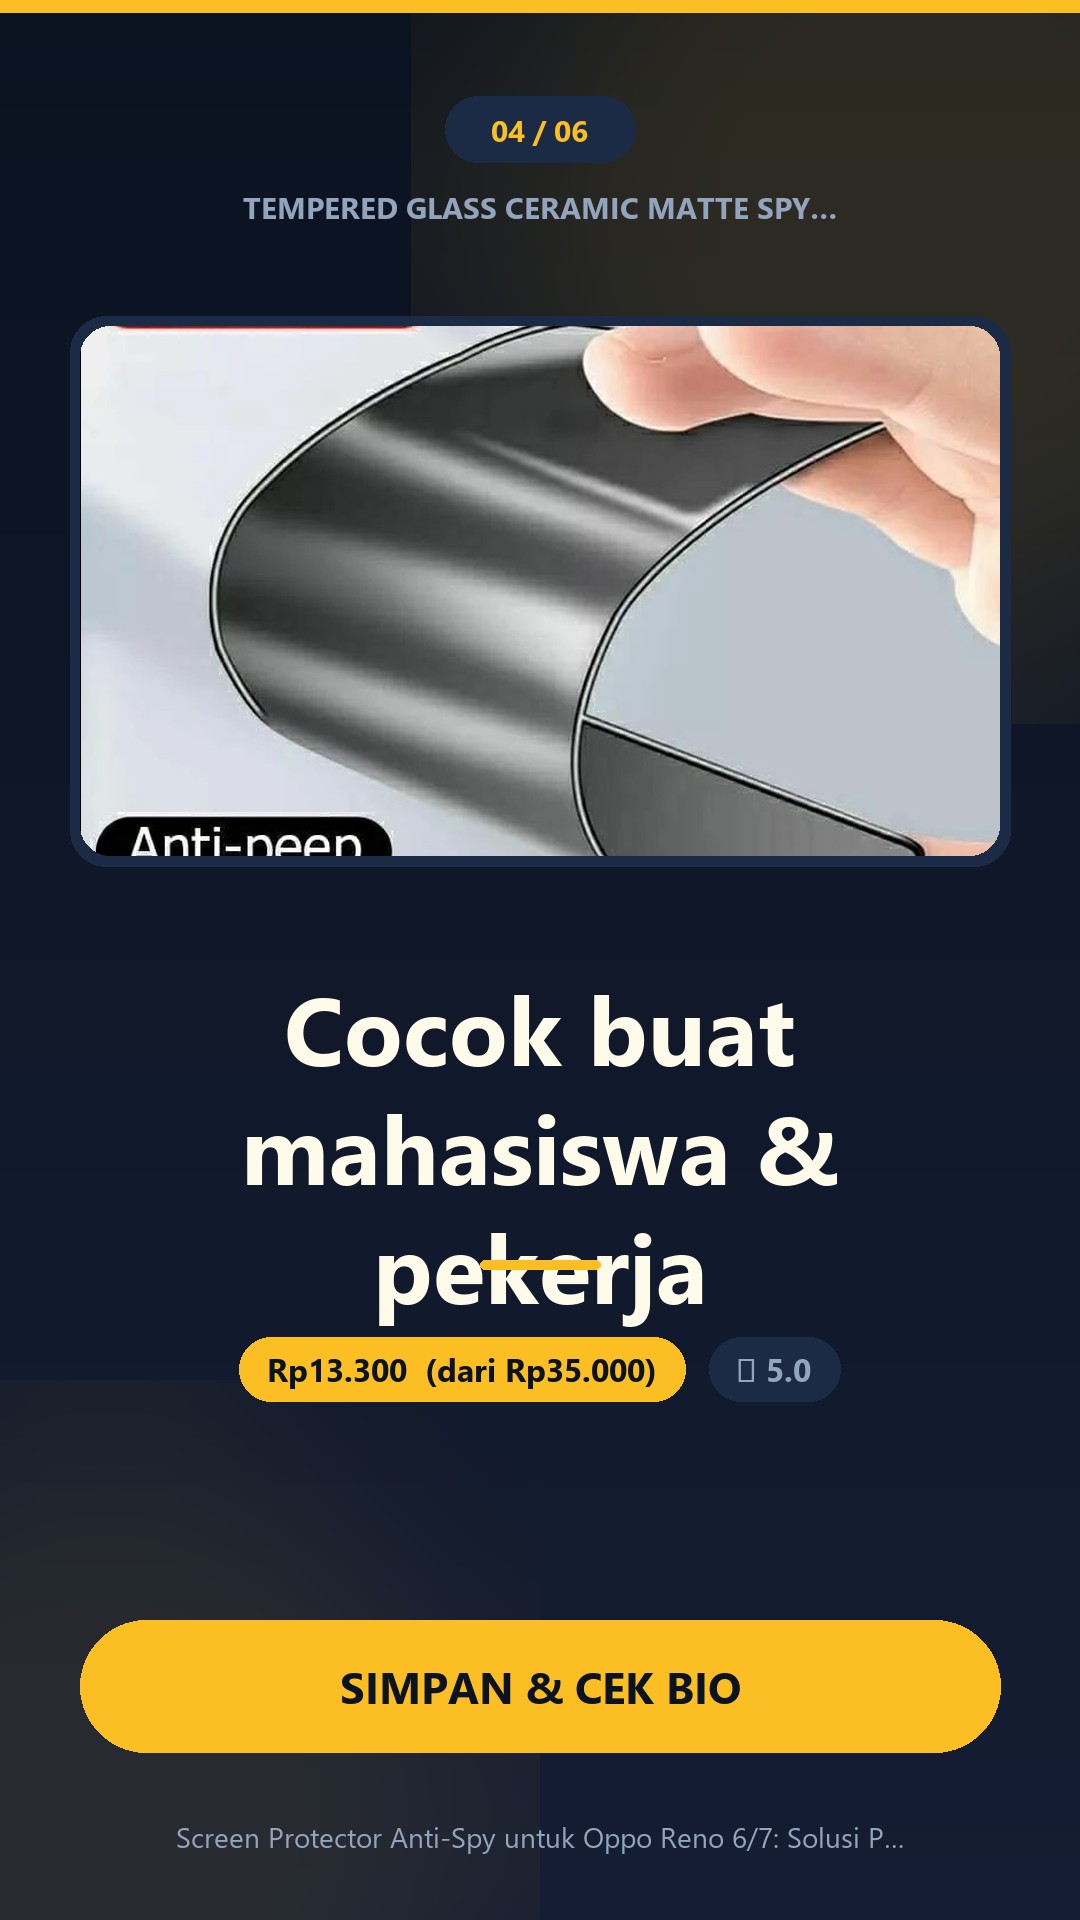 04 / 06
TEMPERED GLASS CERAMIC MATTE SPY...
Anti-peep
Cocok buat
mahasiswa &
pekerja
Rp13.300 (dari Rp35.000)
5.0
SIMPAN & CEK BIO
Screen Protector Anti-Spy untuk Oppo Reno 6/7: Solusi P...